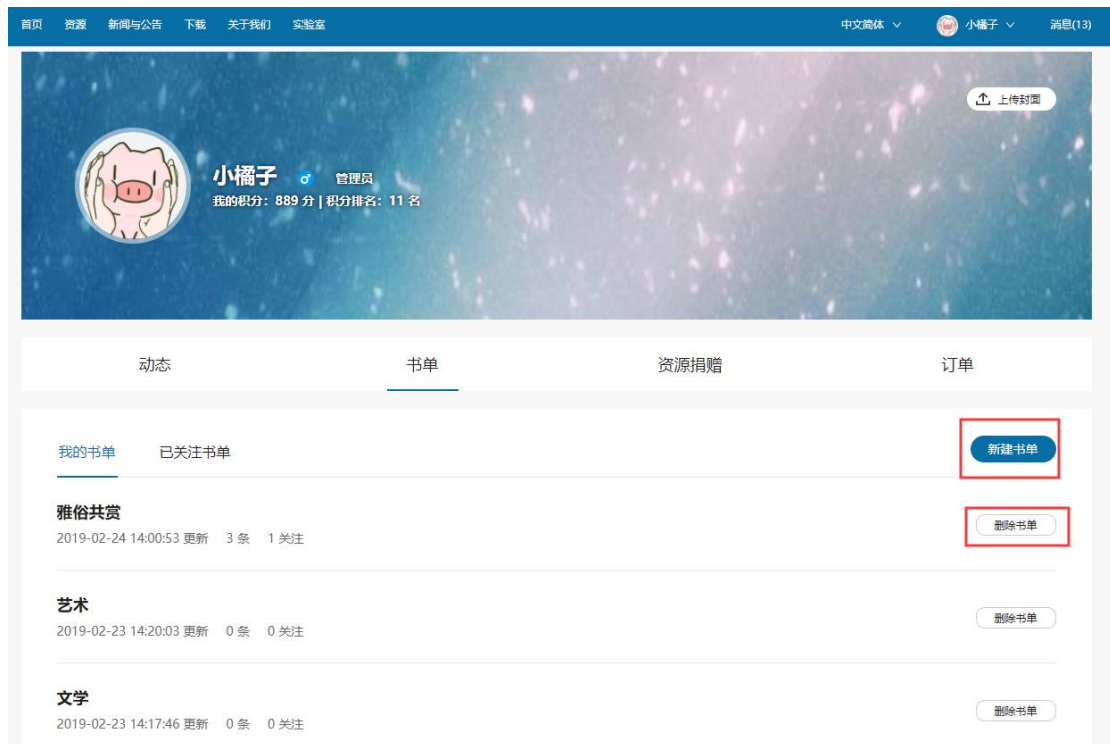 首页 资源 新闻与公告 下载 关于我们 实验室 中文简体 小橘子 消息(13)
上传封面
小橘子 管理员
我的积分：889 分 | 积分排名：11 名
动态 书单 资源捐赠 订单
我的书单 已关注书单 新建书单
雅俗共赏
删除书单
2019-02-24 14:00:53 更新 3 条 1 关注
艺术
删除书单
2019-02-23 14:20:03 更新 0 条 0 关注
文学
删除书单
2019-02-23 14:17:46 更新 0 条 0 关注